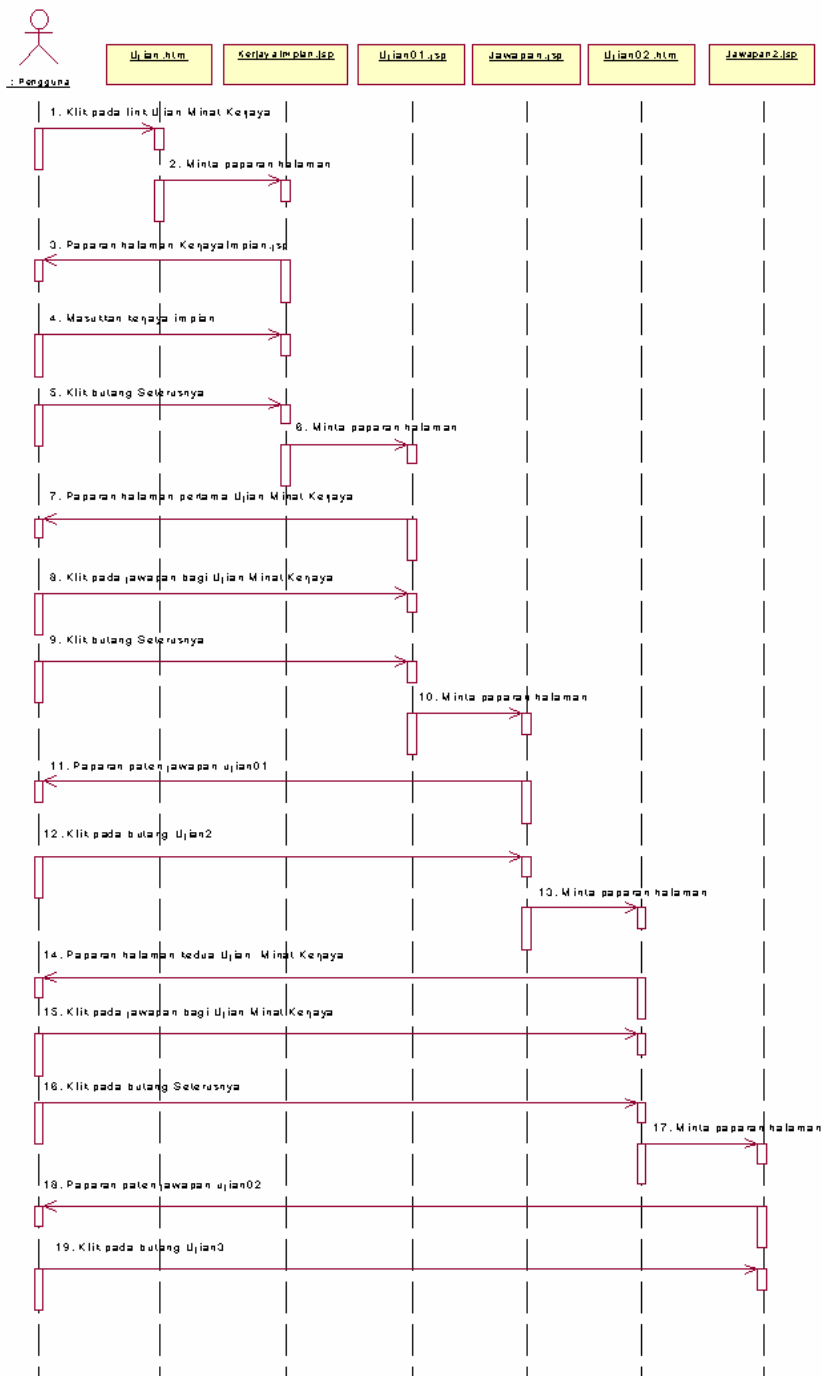 : Pengguna
Ujian.htm
KerjayaImpian.jsp
Ujian01.jsp
Jawapan.jsp
Ujian02.htm
Jawapan2.jsp
1. Klik pada link Ujian Minat Kerjaya
2. Minta paparan halaman
3. Paparan halaman KerjayaImpian.jsp
4. Masukkan kerjaya impian
5. Klik butang Seterusnya
6. Minta paparan halaman
7. Paparan halaman pertama Ujian Minat Kerjaya
8. Klik pada jawapan bagi Ujian Minat Kerjaya
9. Klik butang Seterusnya
10. Minta paparan halaman
11. Paparan paten jawapan ujian01
12. Klik pada butang Ujian2
13. Minta paparan halaman
14. Paparan halaman kedua Ujian Minat Kerjaya
15. Klik pada jawapan bagi Ujian Minat Kerjaya
16. Klik pada butang Seterusnya
17. Minta paparan halaman
18. Paparan paten jawapan ujian02
19. Klik pada butang Ujian3